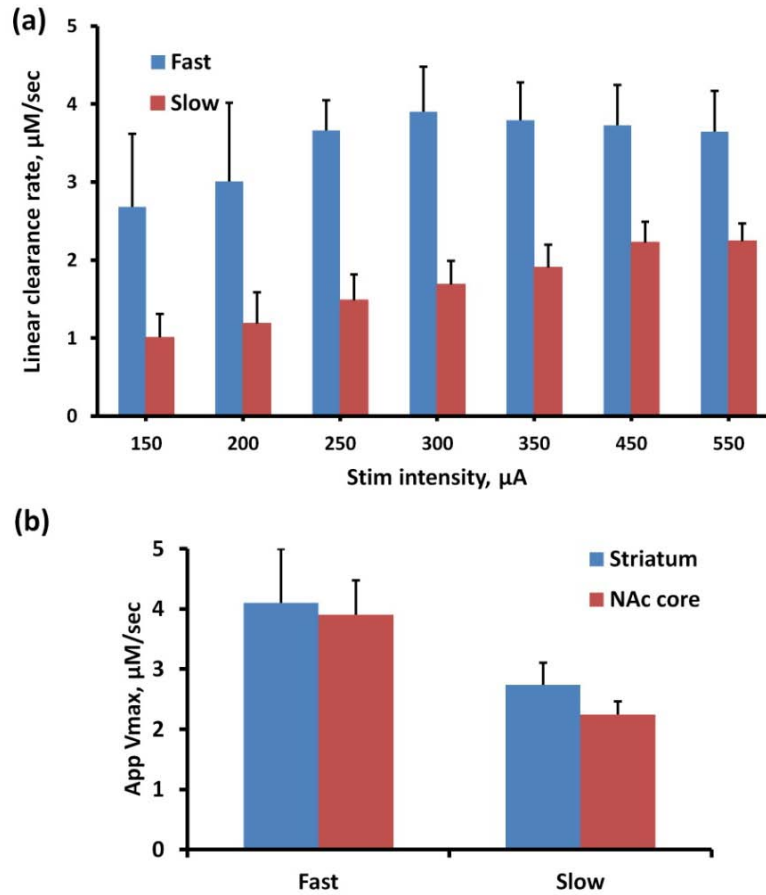 (a)
Linear clearance rate, µM/sec
5
4
3
2
1
0
Fast
Slow
150 200 250 300 350 450 550
Stim intensity, µA
(b)
App Vmax, µM/sec
5
4
3
2
1
0
Striatum
NAc core
Fast Slow